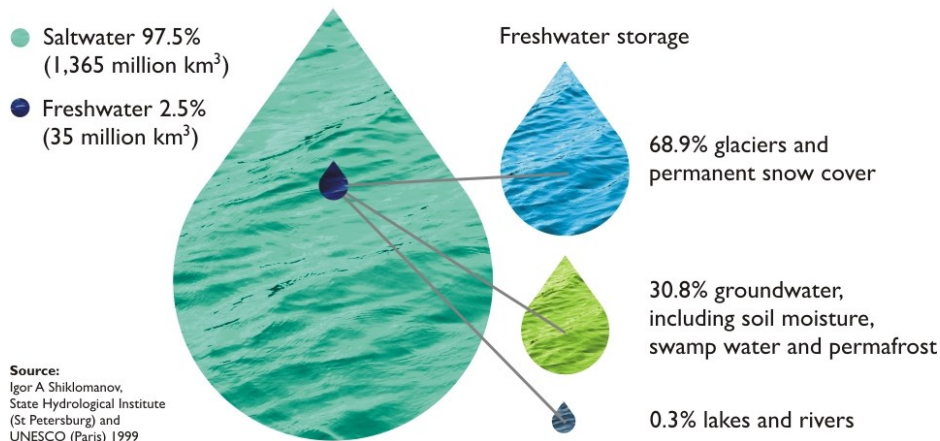 Saltwater 97.5%
(1,365 million km³)
Freshwater 2.5%
(35 million km³)
Freshwater storage
68.9% glaciers and
permanent snow cover
30.8% groundwater,
including soil moisture,
swamp water and permafrost
0.3% lakes and rivers
Source:
Igor A Shiklomanov,
State Hydrological Institute
(St Petersburg) and
UNESCO (Paris) 1999